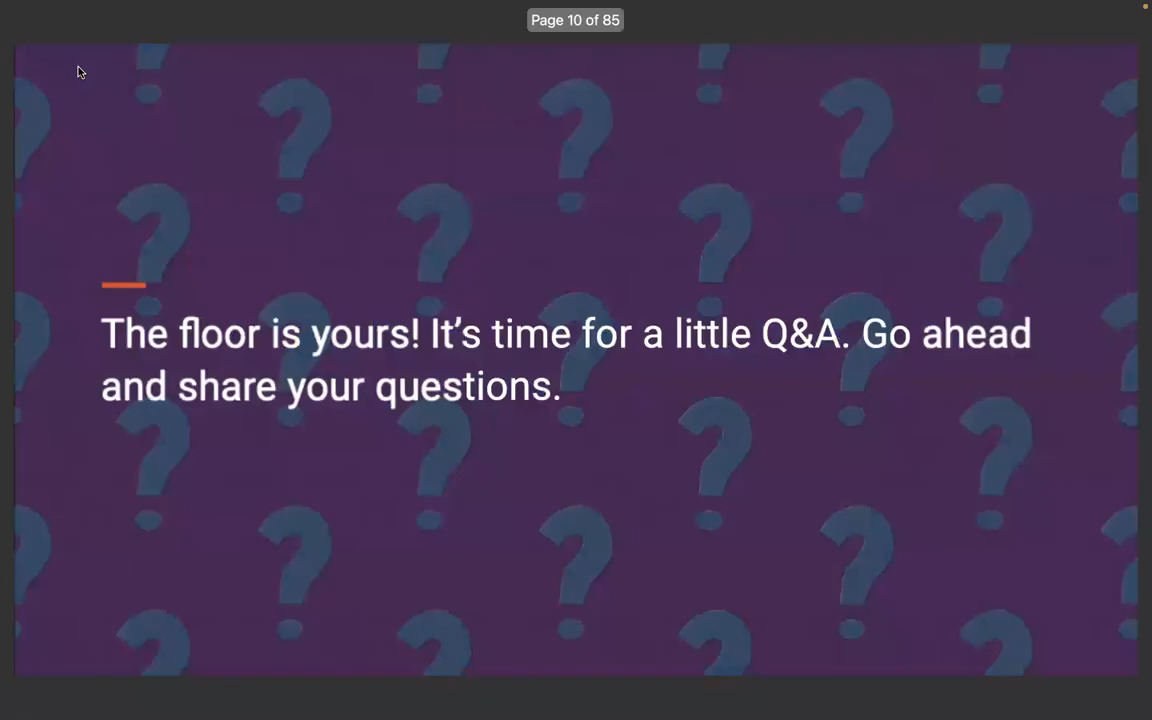 Page 10 of 85
The floor is yours! It’s time for a little Q&A. Go ahead
and share your questions.